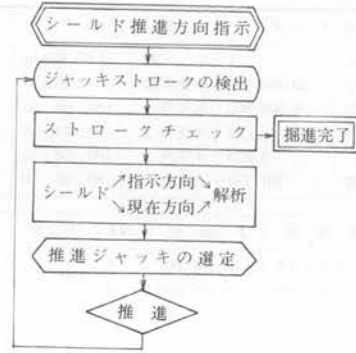 シールド推進方向指示
ジャッキストロークの検出
ストロークチェック
掘進完了
シールド↗指示方向↘解析
↘現在方向↗
推進ジャッキの選定
推進